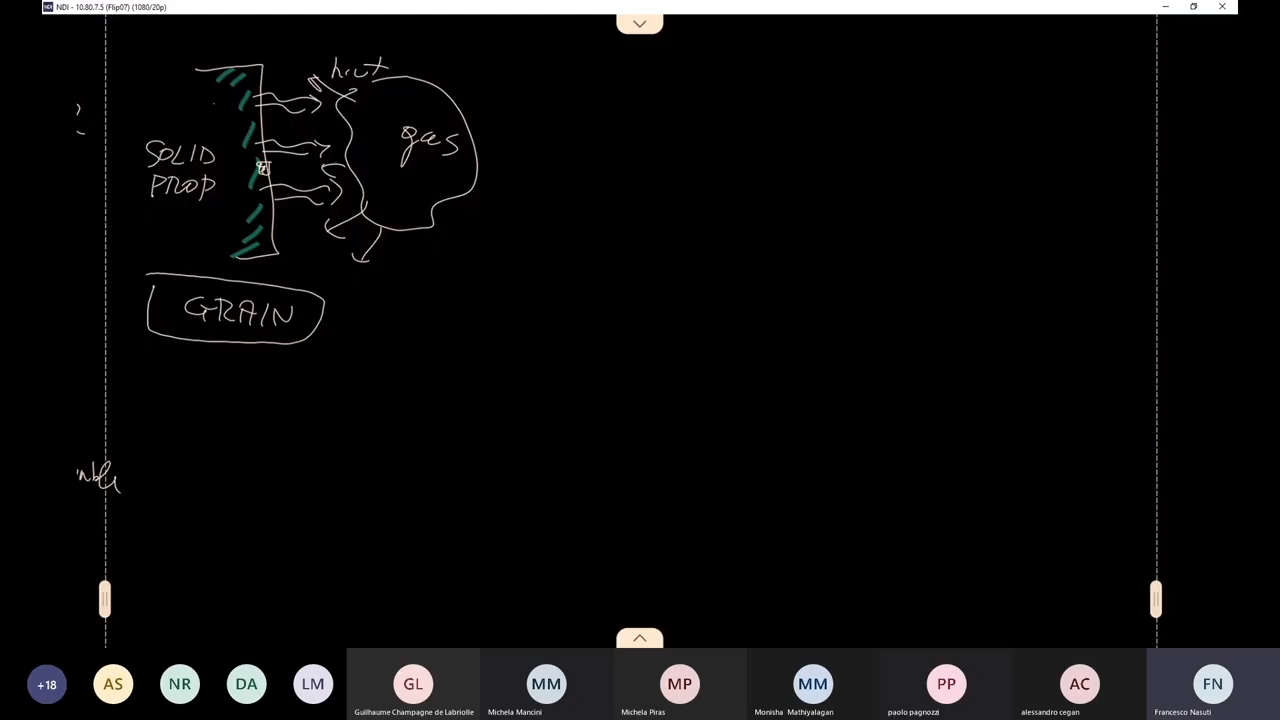 NDI - 10.80.7.5 (Flip07) (1080/20p)
heat
gas
SOLID
PROP
GRAIN
+18
AS
NR
DA
LM
GL
MM
MP
MM
PP
AC
FN
Guilhaume Champagne de Labriolle
Michela Mancini
Michela Piras
Monisha Mathiyalagan
paolo pagnozzi
alessandro cegan
Francesco Nasuti